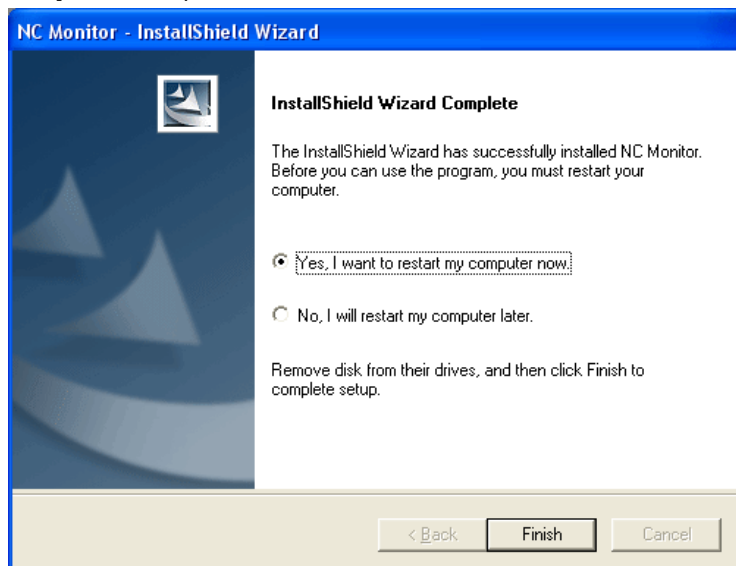 NC Monitor - InstallShield Wizard
InstallShield Wizard Complete
The InstallShield Wizard has successfully installed NC Monitor.
Before you can use the program, you must restart your
computer.
Yes, I want to restart my computer now.
No, I will restart my computer later.
Remove disk from their drives, and then click Finish to
complete setup.
< Back
Finish
Cancel